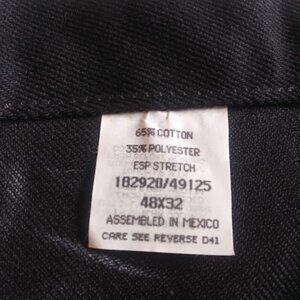 65% COTTON
35% POLYESTER
ESP STRETCH
182920/49125
48X32
ASSEMBLED IN MEXICO
CARE SEE REVERSE D41